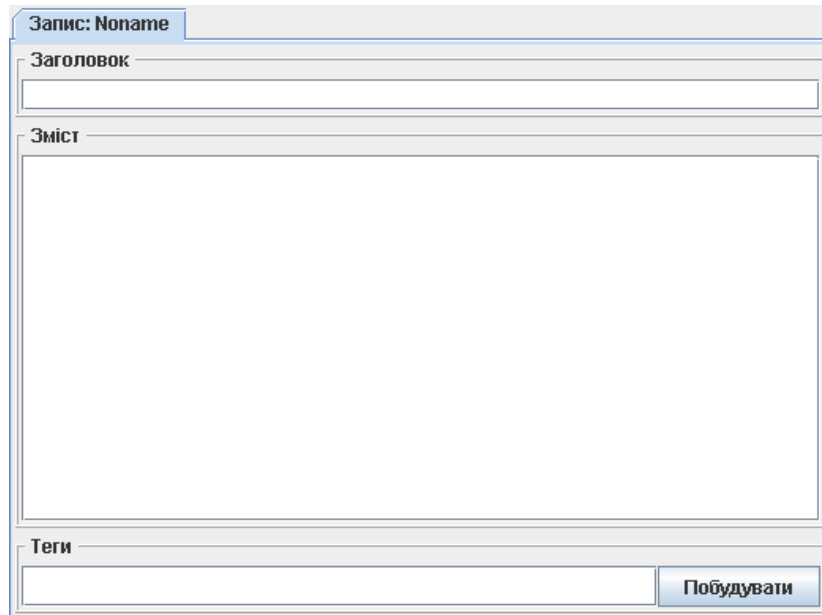 Запис: Noname
Заголовок
Зміст
Теги
Побудувати